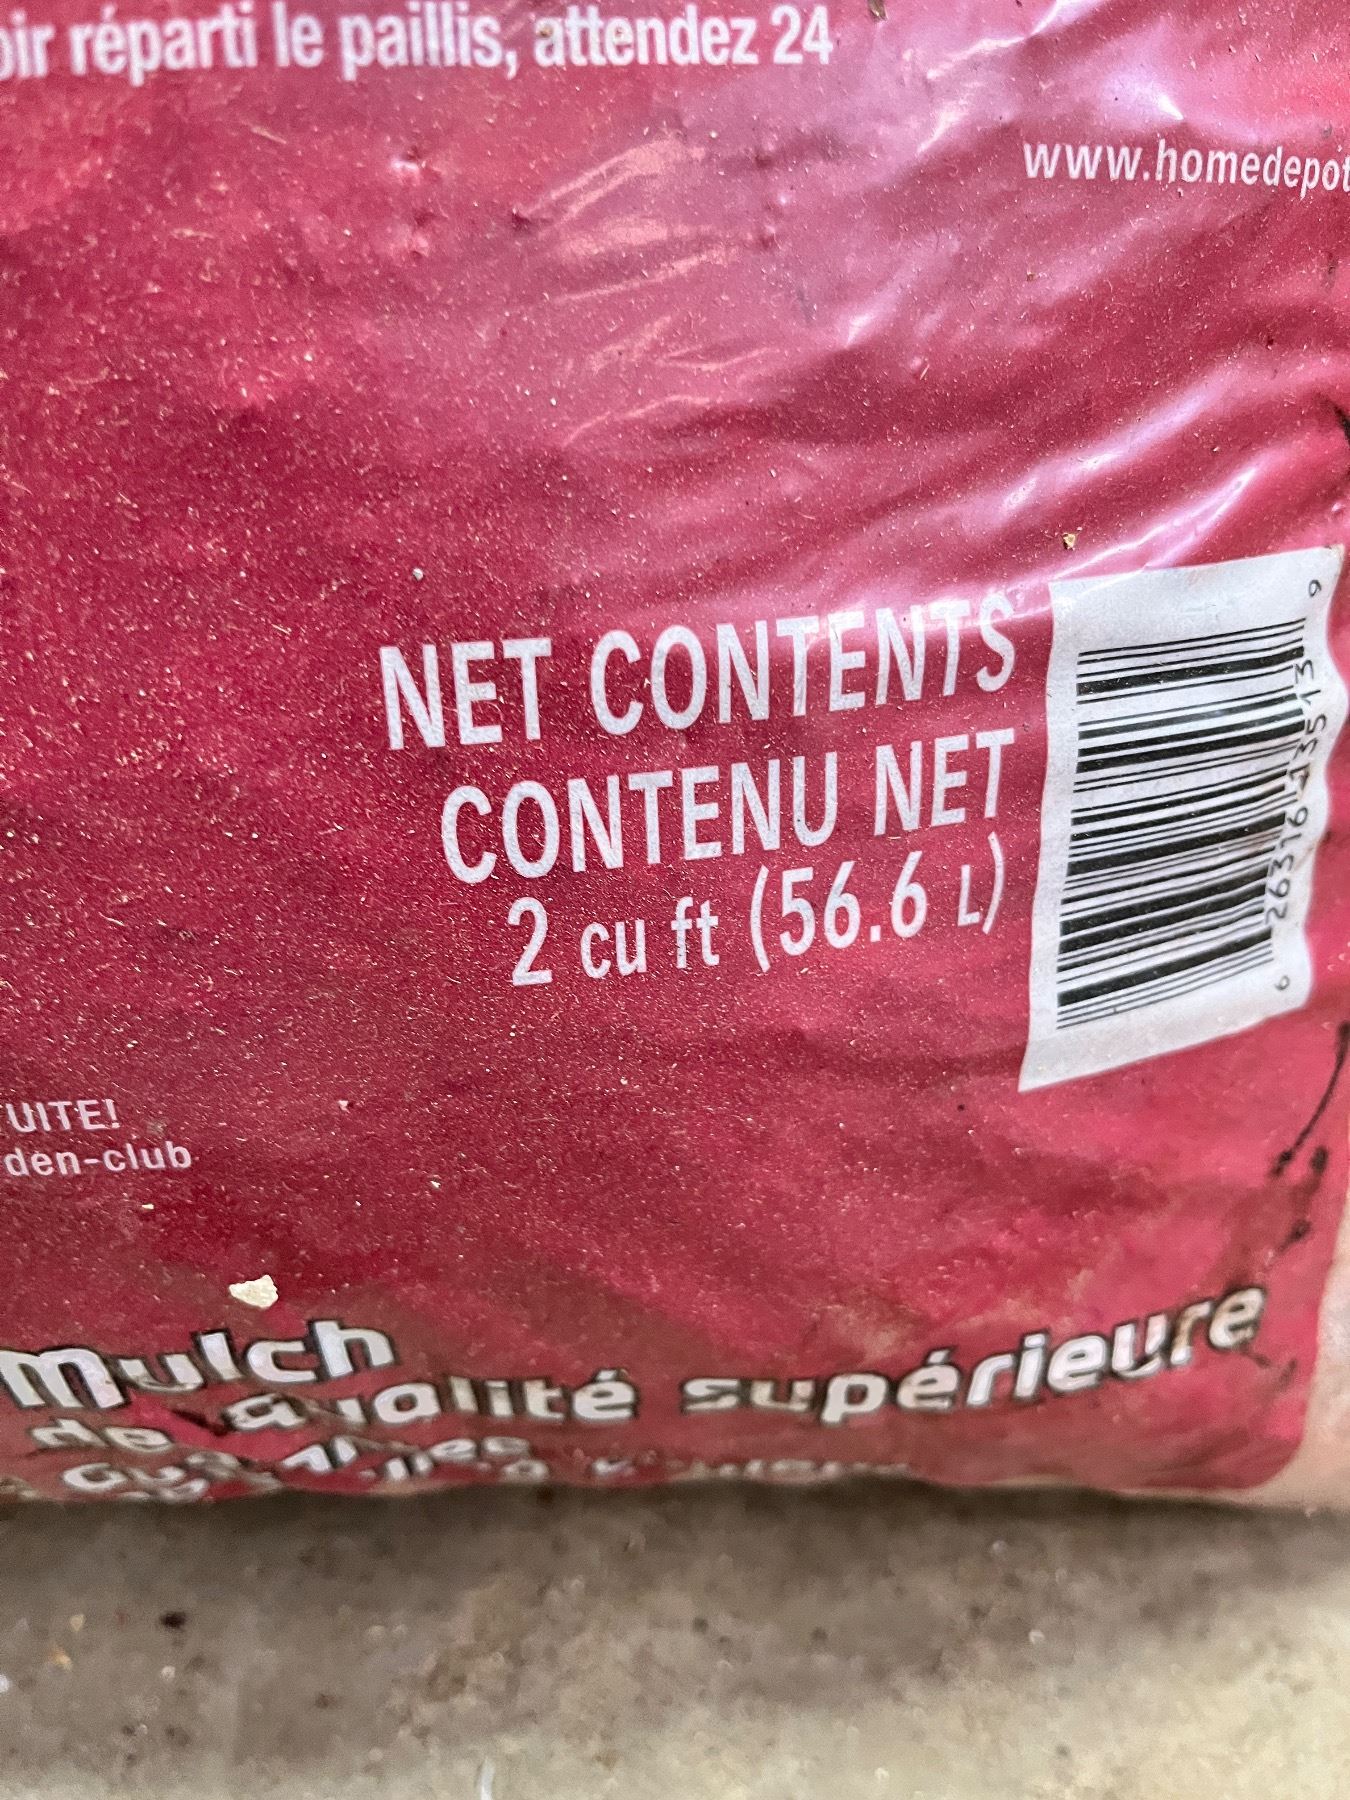 oir réparti le paillis, attendez 24
www.homedepot
NET CONTENTS
CONTENU NET
2 cu ft (56.6 L)
UITE!
den-club
mulch
de qualité supérieure